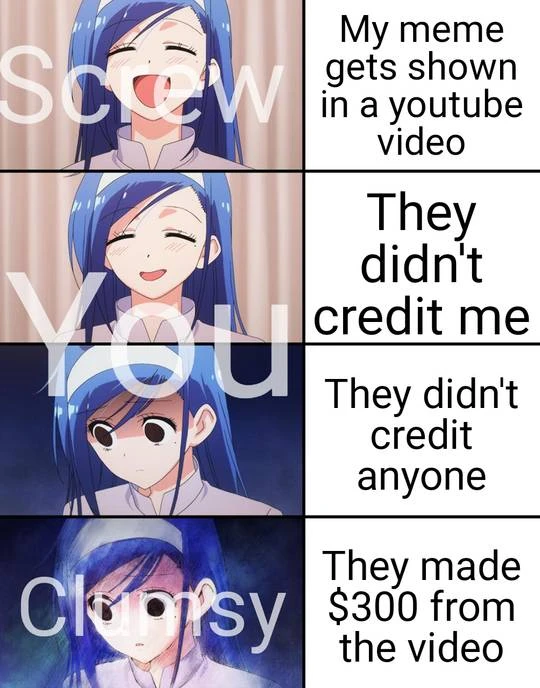 Screw
My meme
gets shown
in a youtube
video
They
didn't
credit me
You
They didn't
credit
anyone
Clumsy
They made
$300 from
the video